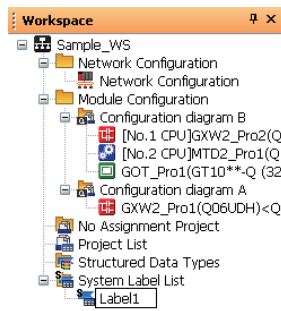 Workspace
Sample_WS
Network Configuration
Network Configuration
Module Configuration
Configuration diagram B
[No.1 CPU]GXW2_Pro2(Q
[No.2 CPU]MTD2_Pro1(Q
GOT_Pro1(GT10**-Q (32
Configuration diagram A
GXW2_Pro1(Q06UDH)<Q
No Assignment Project
Project List
Structured Data Types
System Label List
Label1